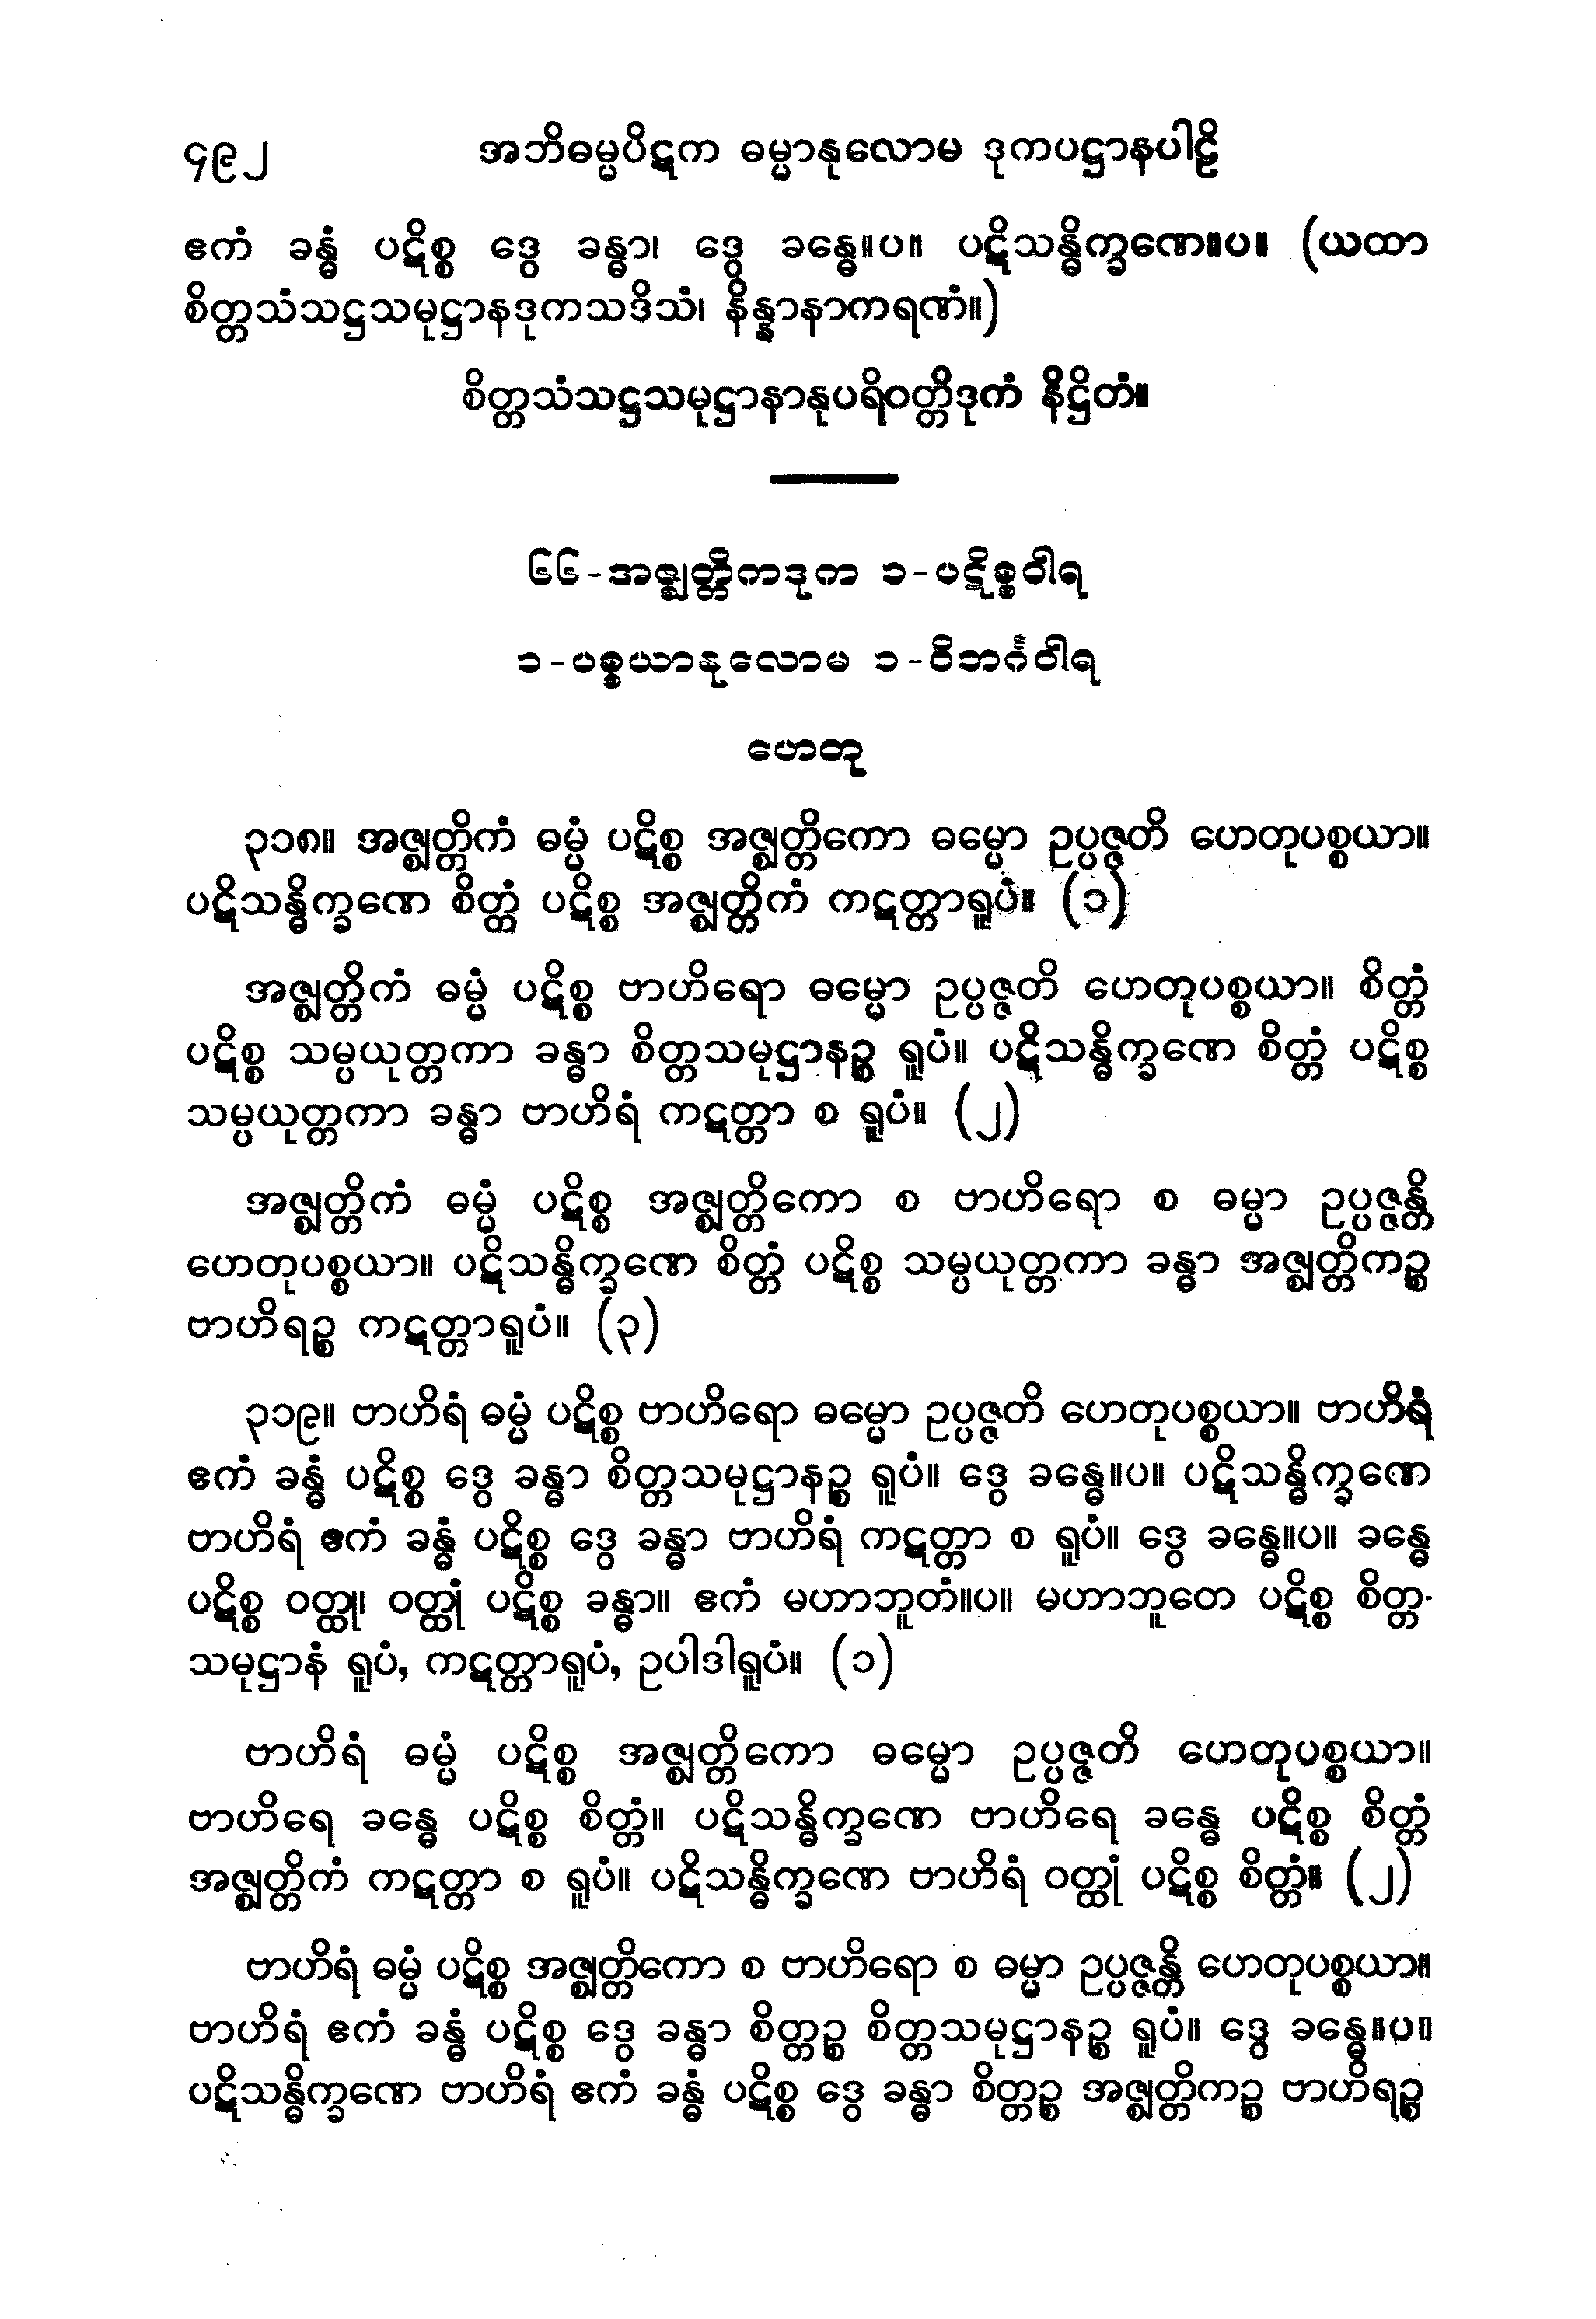 ၄၉၂ အဘိဓမ္မပိဋက ဓမ္မာနုလောမ ဒုကပဋ္ဌာနပါဠိ
ဧကံ ခန္ဓံ ပဋိစ္စ ဒွေ ခန္ဓာ၊ ဒွေ ခန္ဓေ။ပ။ ပဋိသန္ဓိက္ခဏေ။ပ။ (ယထာ
စိတ္တသံသဋ္ဌသမုဋ္ဌာနဒုကသဒိသံ၊ နိန္နာနာကရဏံ။)
စိတ္တသံသဋ္ဌသမုဋ္ဌာနာနုပရိဝတ္တိဒုကံ နိဋ္ဌိတံ။
၆၆-အဇ္ဈတ္တိကဒုက ၁-ပဋိစ္စဝါရ
၁-ပစ္စယာနုလောမ ၁-ဝိဘင်္ဂဝါရ
ဟေတု
၃၁၈။ အဇ္ဈတ္တိကံ ဓမ္မံ ပဋိစ္စ အဇ္ဈတ္တိကော ဓမ္မော ဥပ္ပဇ္ဇတိ ဟေတုပစ္စယာ။
ပဋိသန္ဓိက္ခဏေ စိတ္တံ ပဋိစ္စ အဇ္ဈတ္တိကံ ကဋတ္တာရူပံ။ (၁)
အဇ္ဈတ္တိကံ ဓမ္မံ ပဋိစ္စ ဗာဟိရော ဓမ္မော ဥပ္ပဇ္ဇတိ ဟေတုပစ္စယာ။ စိတ္တံ
ပဋိစ္စ သမ္ပယုတ္တကာ ခန္ဓာ စိတ္တသမုဋ္ဌာနဉ္စ ရူပံ။ ပဋိသန္ဓိက္ခဏေ စိတ္တံ ပဋိစ္စ
သမ္ပယုတ္တကာ ခန္ဓာ ဗာဟိရံ ကဋတ္တာ စ ရူပံ။ (၂)
အဇ္ဈတ္တိကံ ဓမ္မံ ပဋိစ္စ အဇ္ဈတ္တိကော စ ဗာဟိရော စ ဓမ္မာ ဥပ္ပဇ္ဇန္တိ
ဟေတုပစ္စယာ။ ပဋိသန္ဓိက္ခဏေ စိတ္တံ ပဋိစ္စ သမ္ပယုတ္တကာ ခန္ဓာ အဇ္ဈတ္တိကဉ္စ
ဗာဟိရဉ္စ ကဋတ္တာရူပံ။ (၃)
၃၁၉။ ဗာဟိရံ ဓမ္မံ ပဋိစ္စ ဗာဟိရော ဓမ္မော ဥပ္ပဇ္ဇတိ ဟေတုပစ္စယာ။ ဗာဟိရံ
ဧကံ ခန္ဓံ ပဋိစ္စ ဒွေ ခန္ဓာ စိတ္တသမုဋ္ဌာနဉ္စ ရူပံ။ ဒွေ ခန္ဓေ။ပ။ ပဋိသန္ဓိက္ခဏေ
ဗာဟိရံ ဧကံ ခန္ဓံ ပဋိစ္စ ဒွေ ခန္ဓာ ဗာဟိရံ ကဋတ္တာ စ ရူပံ။ ဒွေ ခန္ဓေ။ပ။ ခန္ဓေ
ပဋိစ္စ ဝတ္ထု၊ ဝတ္ထုံ ပဋိစ္စ ခန္ဓာ။ ဧကံ မဟာဘူတံ။ပ။ မဟာဘူတေ ပဋိစ္စ စိတ္တ-
သမုဋ္ဌာနံ ရူပံ, ကဋတ္တာရူပံ, ဥပါဒါရူပံ။ (၁)
ဗာဟိရံ ဓမ္မံ ပဋိစ္စ အဇ္ဈတ္တိကော ဓမ္မော ဥပ္ပဇ္ဇတိ ဟေတုပစ္စယာ။
ဗာဟိရေ ခန္ဓေ ပဋိစ္စ စိတ္တံ။ ပဋိသန္ဓိက္ခဏေ ဗာဟိရေ ခန္ဓေ ပဋိစ္စ စိတ္တံ
အဇ္ဈတ္တိကံ ကဋတ္တာ စ ရူပံ။ ပဋိသန္ဓိက္ခဏေ ဗာဟိရံ ဝတ္ထုံ ပဋိစ္စ စိတ္တံ။ (၂)
ဗာဟိရံ ဓမ္မံ ပဋိစ္စ အဇ္ဈတ္တိကော စ ဗာဟိရော စ ဓမ္မာ ဥပ္ပဇ္ဇန္တိ ဟေတုပစ္စယာ။
ဗာဟိရံ ဧကံ ခန္ဓံ ပဋိစ္စ ဒွေ ခန္ဓာ စိတ္တဉ္စ စိတ္တသမုဋ္ဌာနဉ္စ ရူပံ။ ဒွေ ခန္ဓေ။ပ။
ပဋိသန္ဓိက္ခဏေ ဗာဟိရံ ဧကံ ခန္ဓံ ပဋိစ္စ ဒွေ ခန္ဓာ စိတ္တဉ္စ အဇ္ဈတ္တိကဉ္စ ဗာဟိရဉ္စ